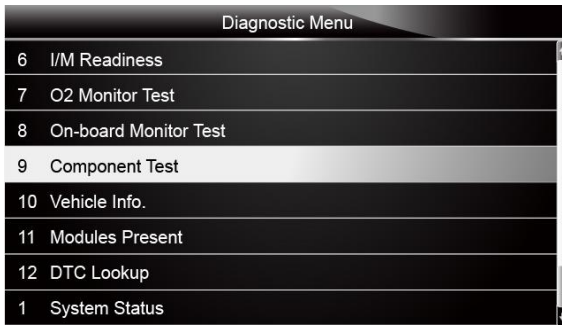 Diagnostic Menu
6 I/M Readiness
7 O2 Monitor Test
8 On-board Monitor Test
9 Component Test
10 Vehicle Info.
11 Modules Present
12 DTC Lookup
1 System Status